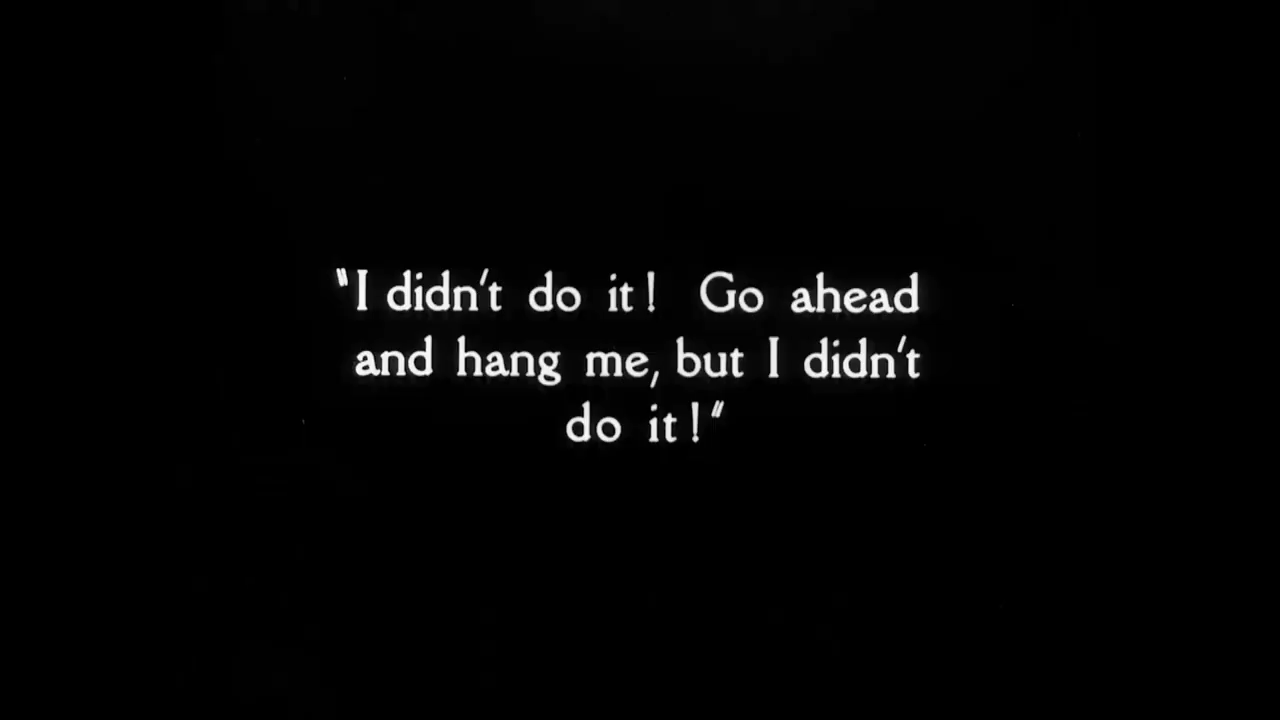 "I didn't do it! Go ahead
and hang me, but I didn't
do it!"